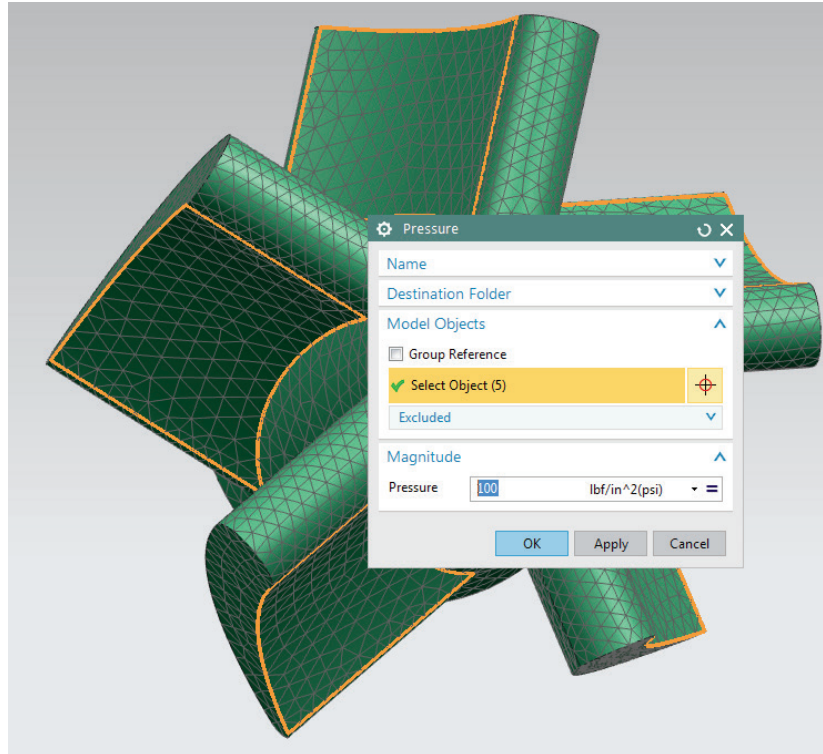 Pressure
Name
Destination Folder
Model Objects
Group Reference
Select Object (5)
Excluded
Magnitude
Pressure 100 lbf/in^2(psi)
OK Apply Cancel